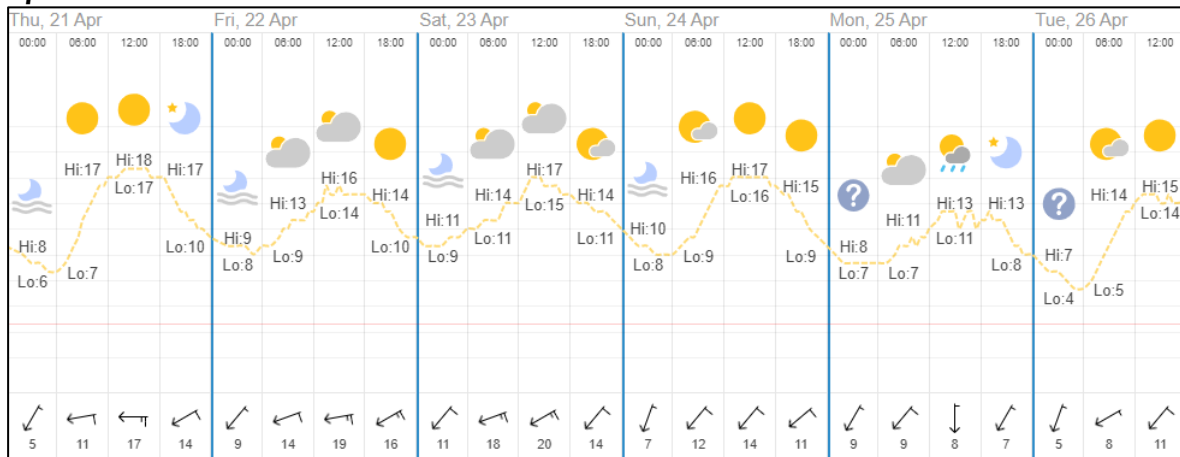 Thu, 21 Apr Fri, 22 Apr Sat, 23 Apr Sun, 24 Apr Mon, 25 Apr Tue, 26 Apr
00:00 06:00 12:00 18:00 00:00 06:00 12:00 18:00 00:00 06:00 12:00 18:00 00:00 06:00 12:00 18:00 00:00 06:00 12:00 18:00 00:00 06:00 12:00
Hi:8 Hi:17 Hi:18 Hi:17 Hi:9 Hi:13 Hi:16 Hi:14 Hi:11 Hi:14 Hi:17 Hi:14 Hi:10 Hi:16 Hi:17 Hi:15 Hi:8 Hi:11 Hi:13 Hi:13 Hi:7 Hi:14 Hi:15
Lo:6 Lo:7 Lo:17 Lo:10 Lo:8 Lo:9 Lo:14 Lo:10 Lo:9 Lo:11 Lo:15 Lo:11 Lo:8 Lo:9 Lo:16 Lo:9 Lo:7 Lo:7 Lo:11 Lo:8 Lo:4 Lo:5 Lo:14
5 11 17 14 9 14 19 16 11 18 20 14 7 12 14 11 9 9 8 7 5 8 11